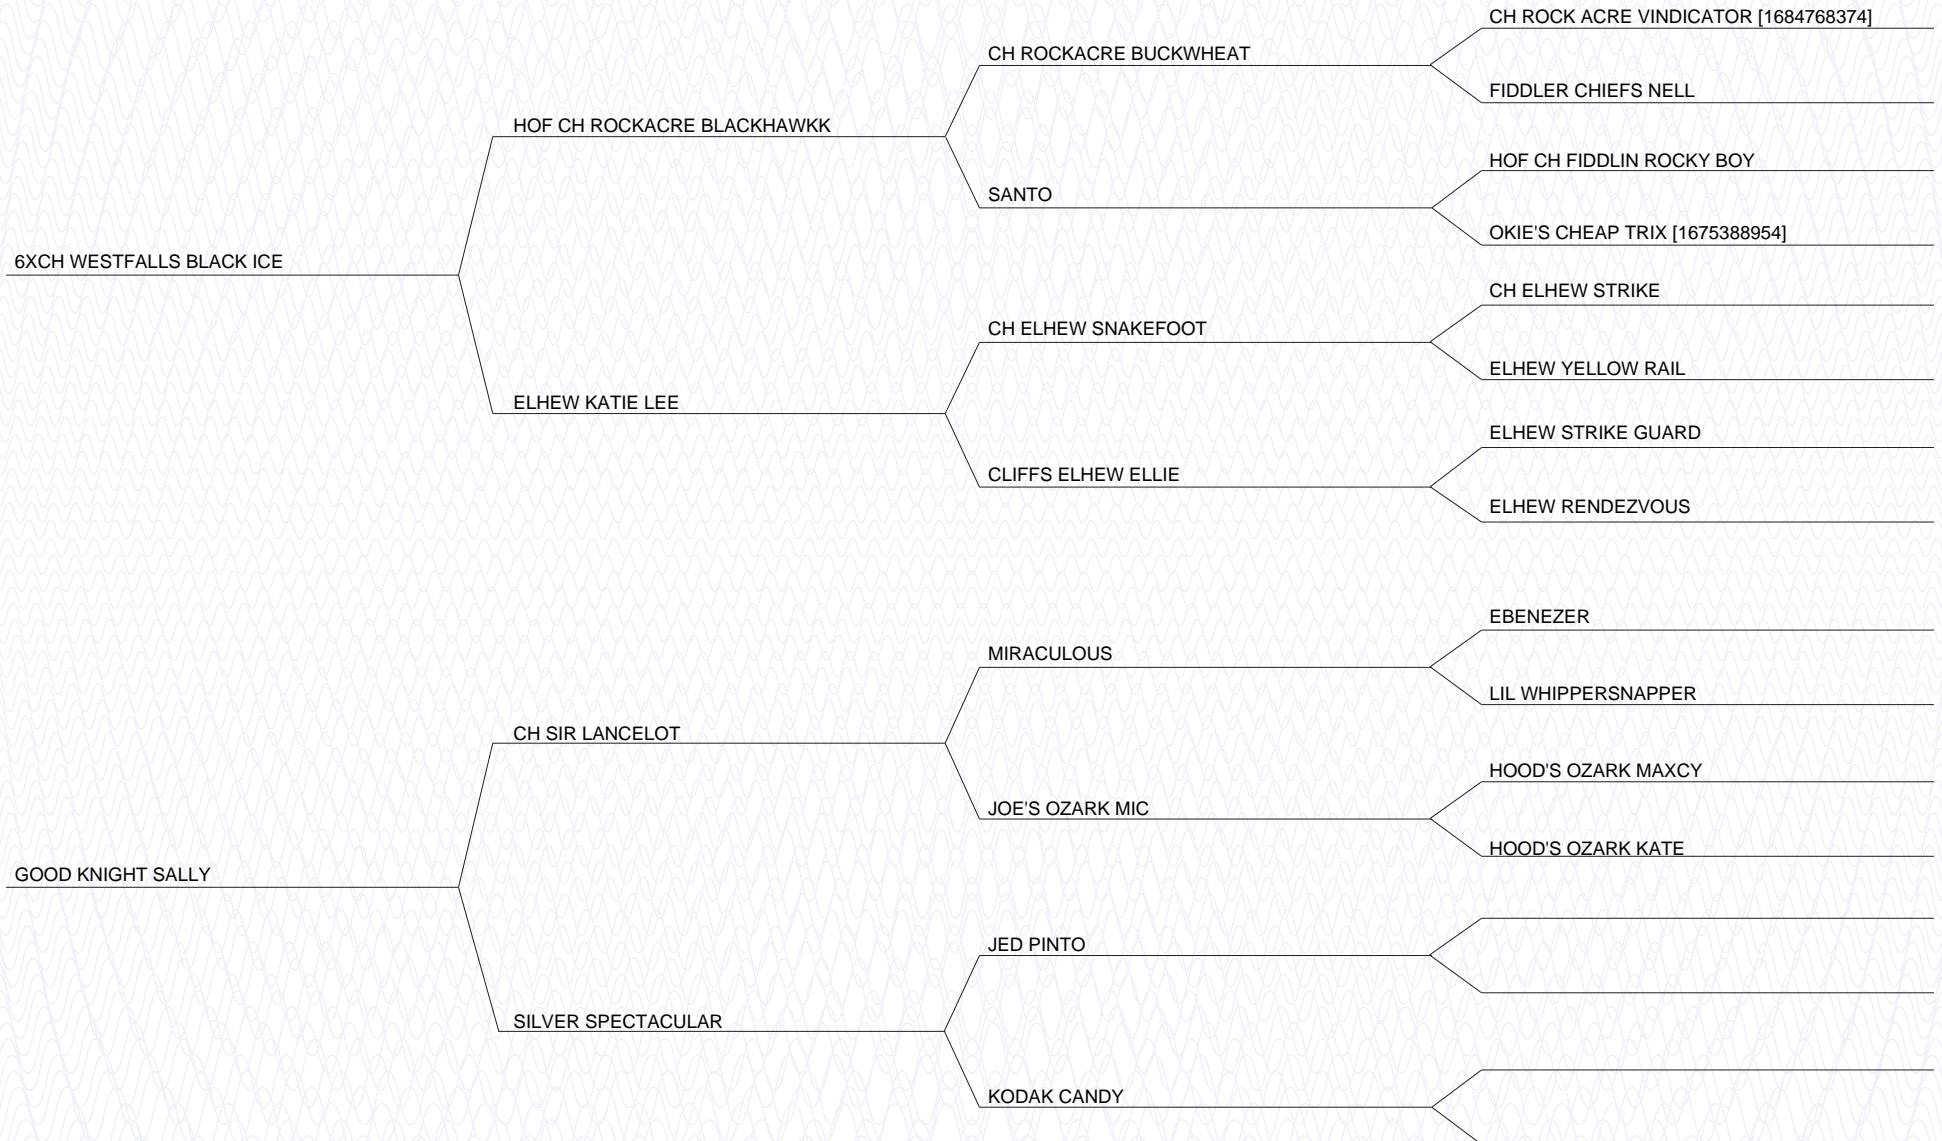 CH ROCK ACRE VINDICATOR [1684768374]
CH ROCKACRE BUCKWHEAT
FIDDLER CHIEFS NELL
HOF CH ROCKACRE BLACKHAWKK
HOF CH FIDDLIN ROCKY BOY
SANTO
OKIE'S CHEAP TRIX [1675388954]
6XCH WESTFALLS BLACK ICE
CH ELHEW STRIKE
CH ELHEW SNAKEFOOT
ELHEW YELLOW RAIL
ELHEW KATIE LEE
ELHEW STRIKE GUARD
CLIFFS ELHEW ELLIE
ELHEW RENDEZVOUS
EBENEZER
MIRACULOUS
LIL WHIPPERSNAPPER
CH SIR LANCELOT
HOOD'S OZARK MAXCY
JOE'S OZARK MIC
HOOD'S OZARK KATE
GOOD KNIGHT SALLY
JED PINTO
SILVER SPECTACULAR
KODAK CANDY